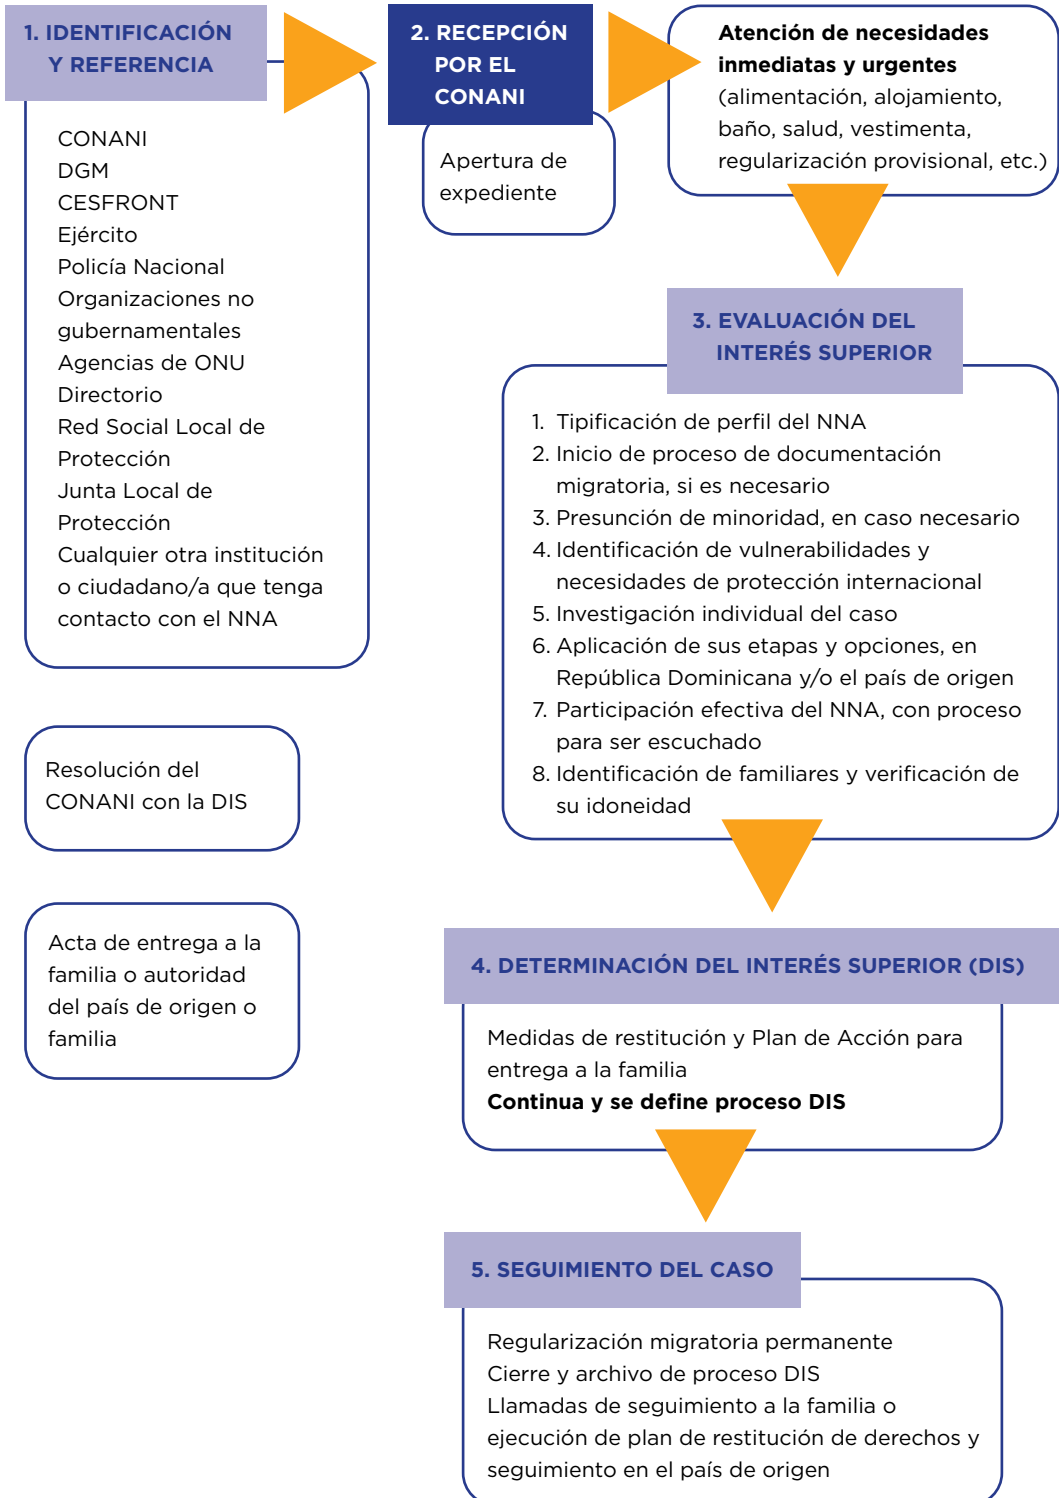 1. IDENTIFICACIÓN
Y REFERENCIA
CONANI
DGM
CESFRONT
Ejército
Policía Nacional
Organizaciones no
gubernamentales
Agencias de ONU
Directorio
Red Social Local de
Protección
Junta Local de
Protección
Cualquier otra institución
o ciudadano/a que tenga
contacto con el NNA
2. RECEPCIÓN
POR EL
CONANI
Apertura de
expediente
Atención de necesidades
inmediatas y urgentes
(alimentación, alojamiento,
baño, salud, vestimenta,
regularización provisional, etc.)
3. EVALUACIÓN DEL
INTERÉS SUPERIOR
1. Tipificación de perfil del NNA
2. Inicio de proceso de documentación
migratoria, si es necesario
3. Presunción de minoridad, en caso necesario
4. Identificación de vulnerabilidades y
necesidades de protección internacional
5. Investigación individual del caso
6. Aplicación de sus etapas y opciones, en
República Dominicana y/o el país de origen
7. Participación efectiva del NNA, con proceso
para ser escuchado
8. Identificación de familiares y verificación de
su idoneidad
4. DETERMINACIÓN DEL INTERÉS SUPERIOR (DIS)
Medidas de restitución y Plan de Acción para
entrega a la familia
Continua y se define proceso DIS
5. SEGUIMIENTO DEL CASO
Regularización migratoria permanente
Cierre y archivo de proceso DIS
Llamadas de seguimiento a la familia o
ejecución de plan de restitución de derechos y
seguimiento en el país de origen
Resolución del
CONANI con la DIS
Acta de entrega a la
familia o autoridad
del país de origen o
familia